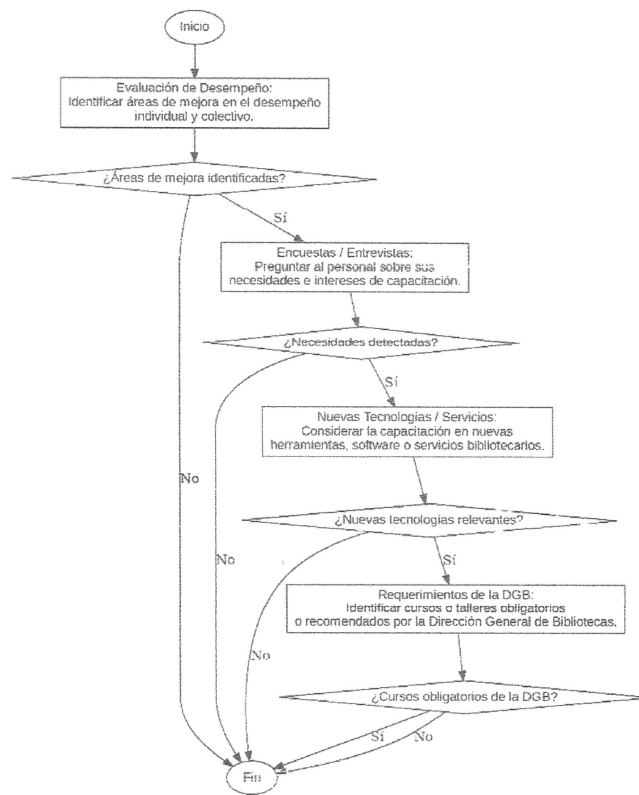 Inicio
Evaluación de Desempeño:
Identificar áreas de mejora en el desempeño
individual y colectivo.
¿Áreas de mejora identificadas?
Sí
Encuestas / Entrevistas:
Preguntar al personal sobre sus
necesidades e intereses de capacitación.
¿Necesidades detectadas?
Sí
Nuevas Tecnologías / Servicios:
Considerar la capacitación en nuevas
herramientas, software o servicios bibliotecarios.
No
¿Nuevas tecnologías relevantes?
No
Sí
Requerimientos de la DGB:
Identificar cursos o talleres obligatorios
o recomendados por la Dirección General de Bibliotecas.
No
¿Cursos obligatorios de la DGB?
Sí
No
Fin